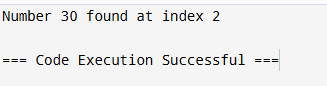 Number 30 found at index 2
=== Code Execution Successful ===